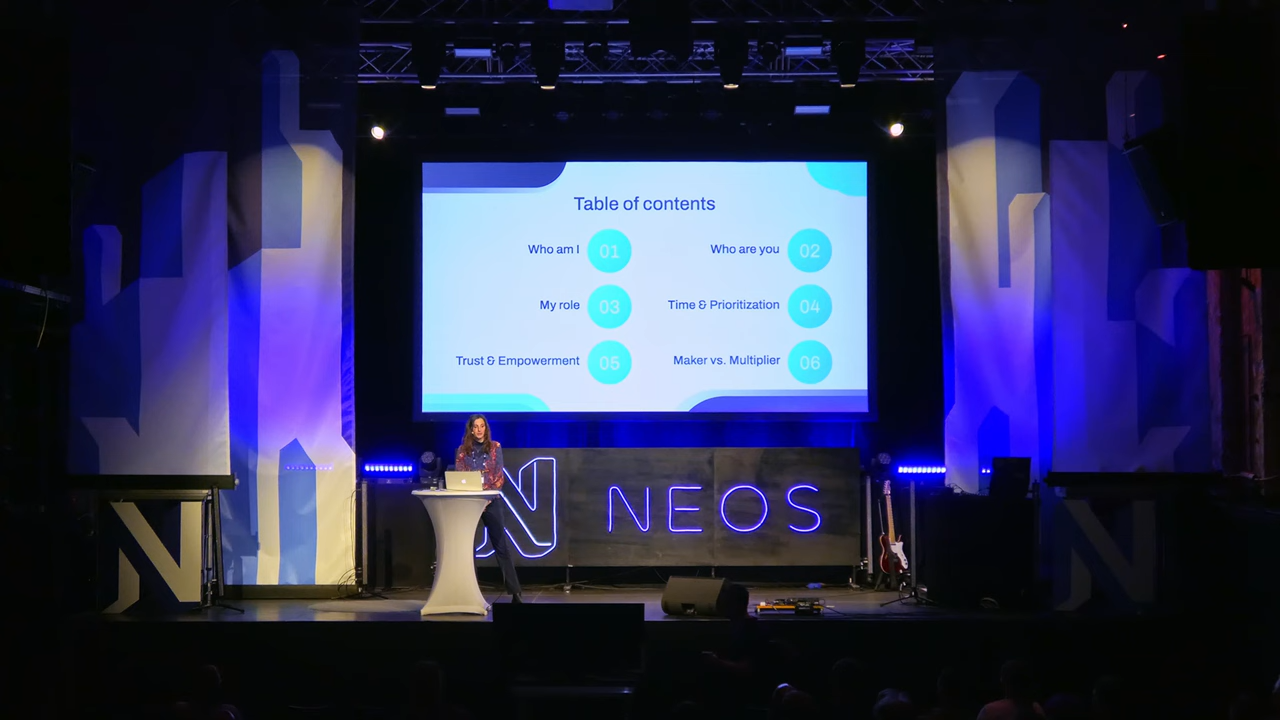 Table of contents
Who am I 01
Who are you 02
My role 03
Time & Prioritization 04
Trust & Empowerment 05
Maker vs. Multiplier 06
N NEOS
N
N